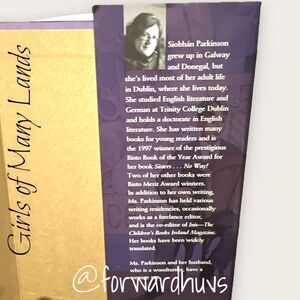 Girls of Many Lands
Siobhán Parkinson
grew up in Galway
and Donegal, but
she's lived most of her adult life
in Dublin, where she lives today.
She studied English literature and
German at Trinity College Dublin
and holds a doctorate in English
literature. She has written many
books for young readers and is
the 1997 winner of the prestigious
Bisto Book of the Year Award for
her book Sisters . . . No Way!
Two of her other books were
Bisto Merit Award winners.
In addition to her own writing,
Ms. Parkinson has held various
writing residencies, occasionally
works as a freelance editor,
and is the co-editor of Inis—The
Children's Books Ireland Magazine.
Her books have been widely
translated.
Ms. Parkinson and her husband,
who is a woodturner, have a
@forwardhuvs